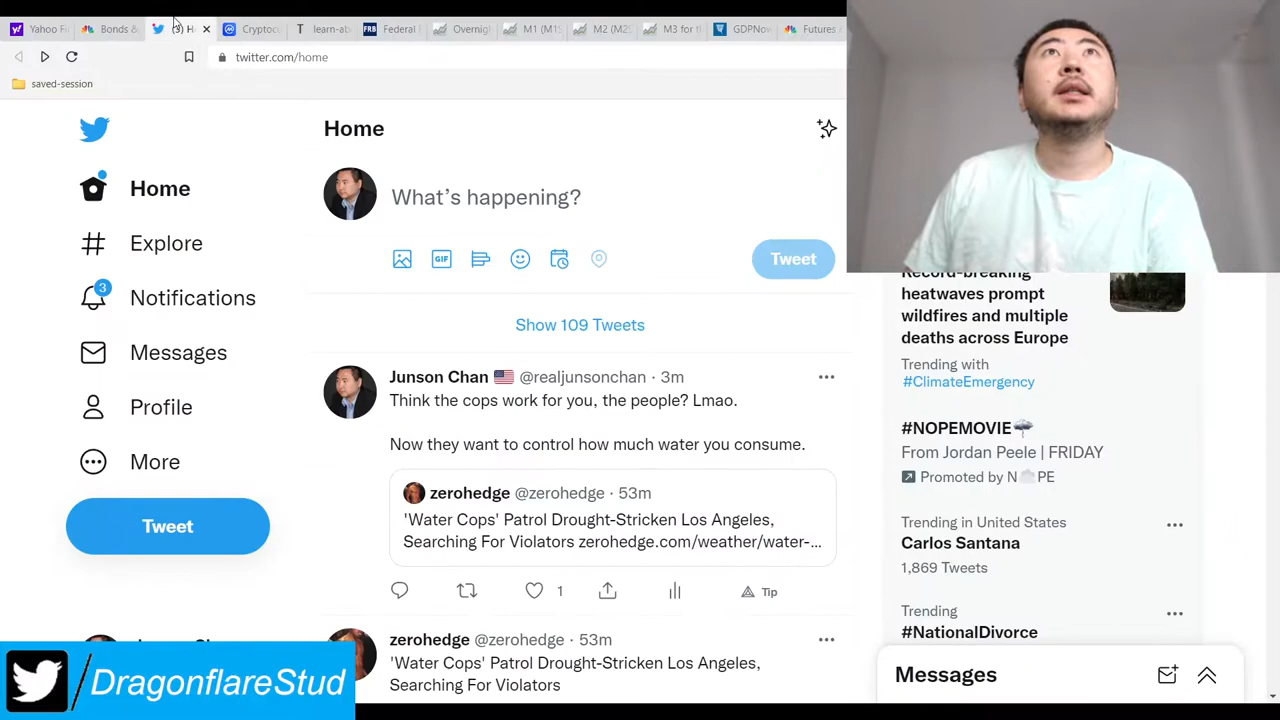 Yahoo Fi
Bonds &
(3) H
Cryptoc
learn-ab
FRB
Federal
Overnig
M1 (M1S
M2 (M2S
M3 for t
GDPNow
Futures
twitter.com/home
saved-session
Home
What's happening?
GIF
Tweet
Home
Explore
3
Notifications
Messages
Profile
More
Tweet
Show 109 Tweets
Junson Chan 🇺🇸 @realjunsonchan · 3m
Think the cops work for you, the people? Lmao.
Now they want to control how much water you consume.
zerohedge @zerohedge · 53m
'Water Cops' Patrol Drought-Stricken Los Angeles,
Searching For Violators zerohedge.com/weather/water-...
1
Tip
zerohedge @zerohedge · 53m
'Water Cops' Patrol Drought-Stricken Los Angeles,
Searching For Violators
Record-breaking
heatwaves prompt
wildfires and multiple
deaths across Europe
Trending with
#ClimateEmergency
#NOPEMOVIE
From Jordan Peele | FRIDAY
Promoted by N PE
Trending in United States
Carlos Santana
1,869 Tweets
Trending
#NationalDivorce
Messages
/DragonflareStud